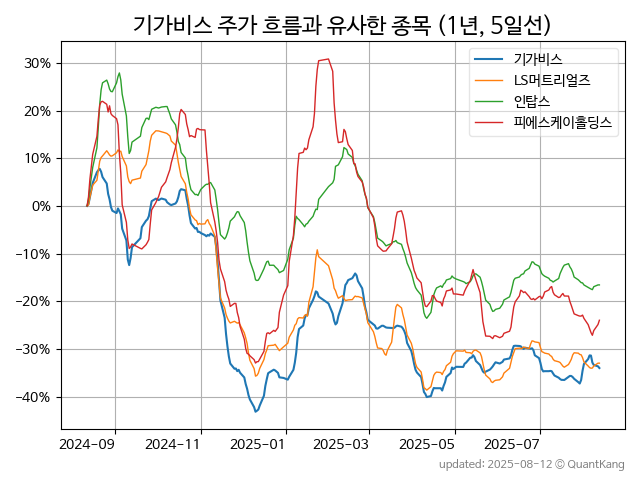 기가비스 주가 흐름과 유사한 종목 (1년, 5일선)
기가비스
LS머트리얼즈
인탑스
피에스케이홀딩스
30%
20%
10%
0%
−10%
−20%
−30%
−40%
2024−09 2024−11 2025−01 2025−03 2025−05 2025−07
updated: 2025-08-12 © QuantKang